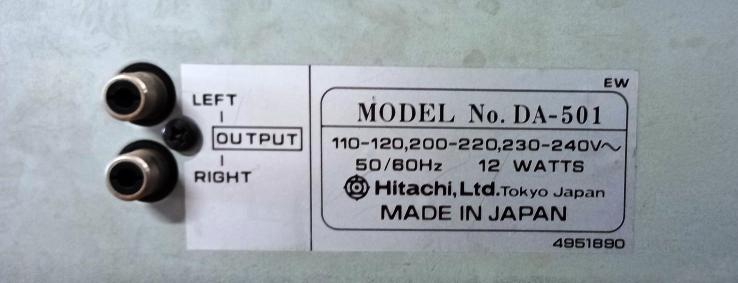 LEFT
OUTPUT
RIGHT
EW
MODEL No. DA-501
110-120,200-220,230-240V~
50/60Hz 12 WATTS
Hitachi, Ltd. Tokyo Japan
MADE IN JAPAN
4951890